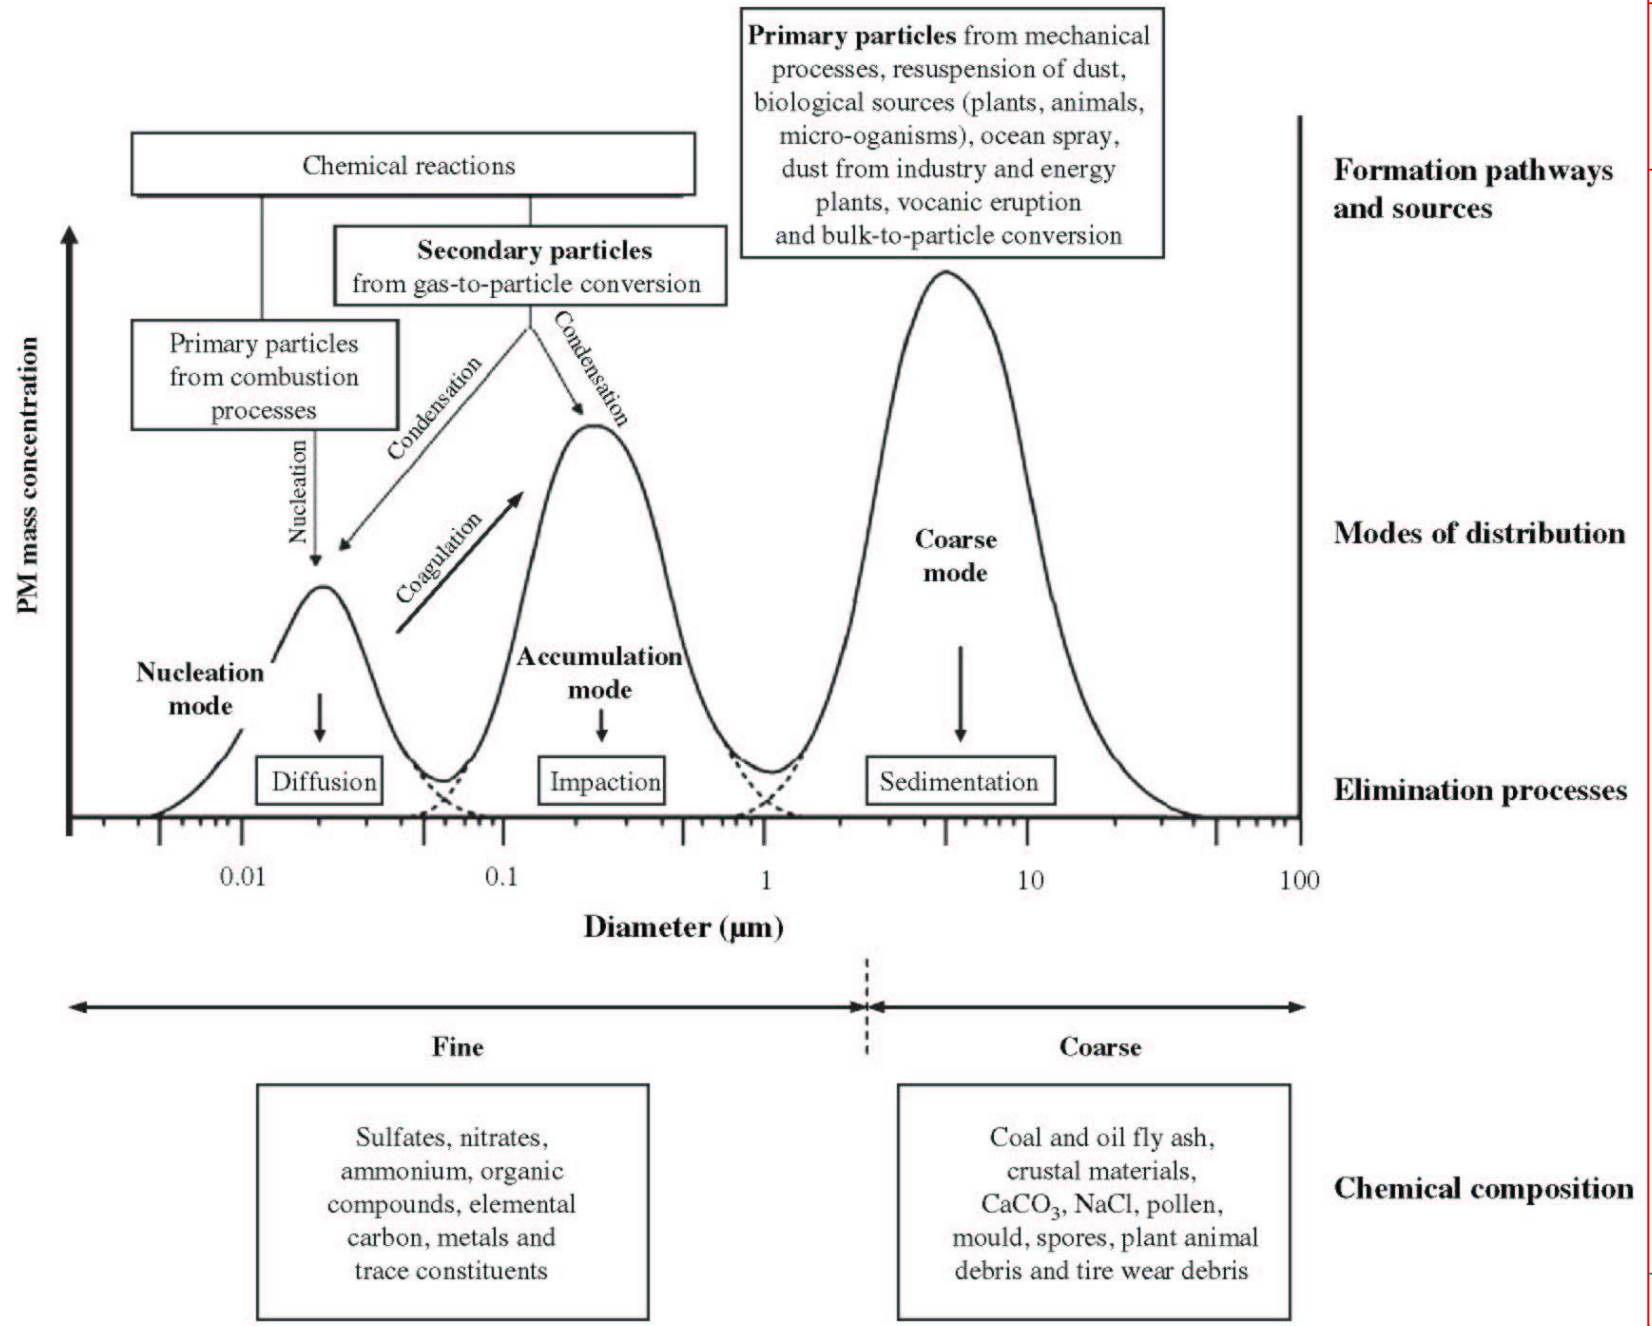 Primary particles from mechanical
processes, resuspension of dust,
biological sources (plants, animals,
micro-oganisms), ocean spray,
dust from industry and energy
plants, vocanic eruption
and bulk-to-particle conversion
Chemical reactions
Formation pathways
and sources
Secondary particles
from gas-to-particle conversion
Primary particles
from combustion
processes
Condensation
Condensation
Nucleation
Coagulation
PM mass concentration
Modes of distribution
Coarse
mode
Accumulation
mode
Nucleation
mode
Diffusion
Impaction
Sedimentation
Elimination processes
0.01
0.1
1
10
100
Diameter (µm)
Fine
Coarse
Sulfates, nitrates,
ammonium, organic
compounds, elemental
carbon, metals and
trace constituents
Coal and oil fly ash,
crustal materials,
CaCO₃, NaCl, pollen,
mould, spores, plant animal
debris and tire wear debris
Chemical composition